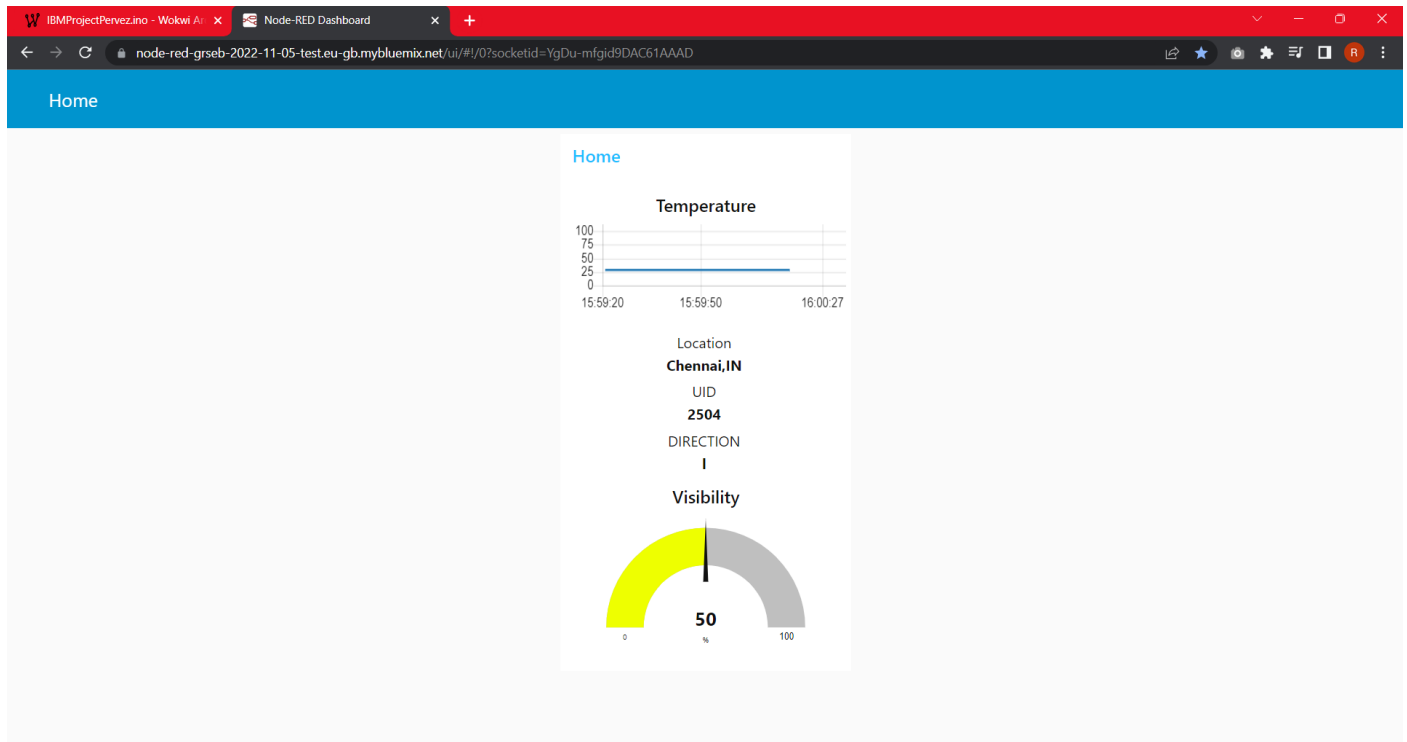 IBMProjectPervez.ino - Wokwi Ar
Node-RED Dashboard
node-red-grseb-2022-11-05-test.eu-gb.mybluemix.net/ui/#!/0?socketid=YgDu-mfgid9DAC61AAAD
R
Home
Home
Temperature
100
75
50
25
0
15:59:20 15:59:50 16:00:27
Location
Chennai,IN
UID
2504
DIRECTION
I
Visibility
50
0 % 100